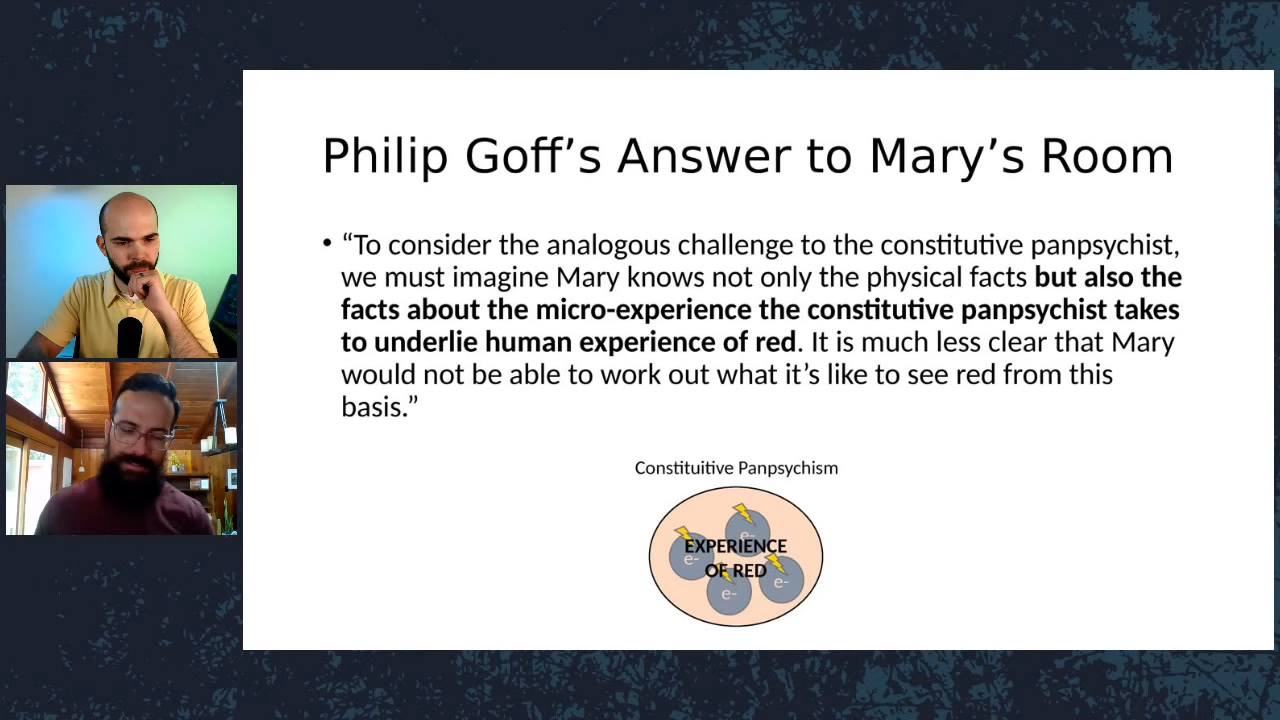 Philip Goff’s Answer to Mary’s Room
• “To consider the analogous challenge to the constitutive panpsychist,
we must imagine Mary knows not only the physical facts but also the
facts about the micro-experience the constitutive panpsychist takes
to underlie human experience of red. It is much less clear that Mary
would not be able to work out what it’s like to see red from this
basis.”
Constituitive Panpsychism
e-
EXPERIENCE
e-
OF RED
e-
e-